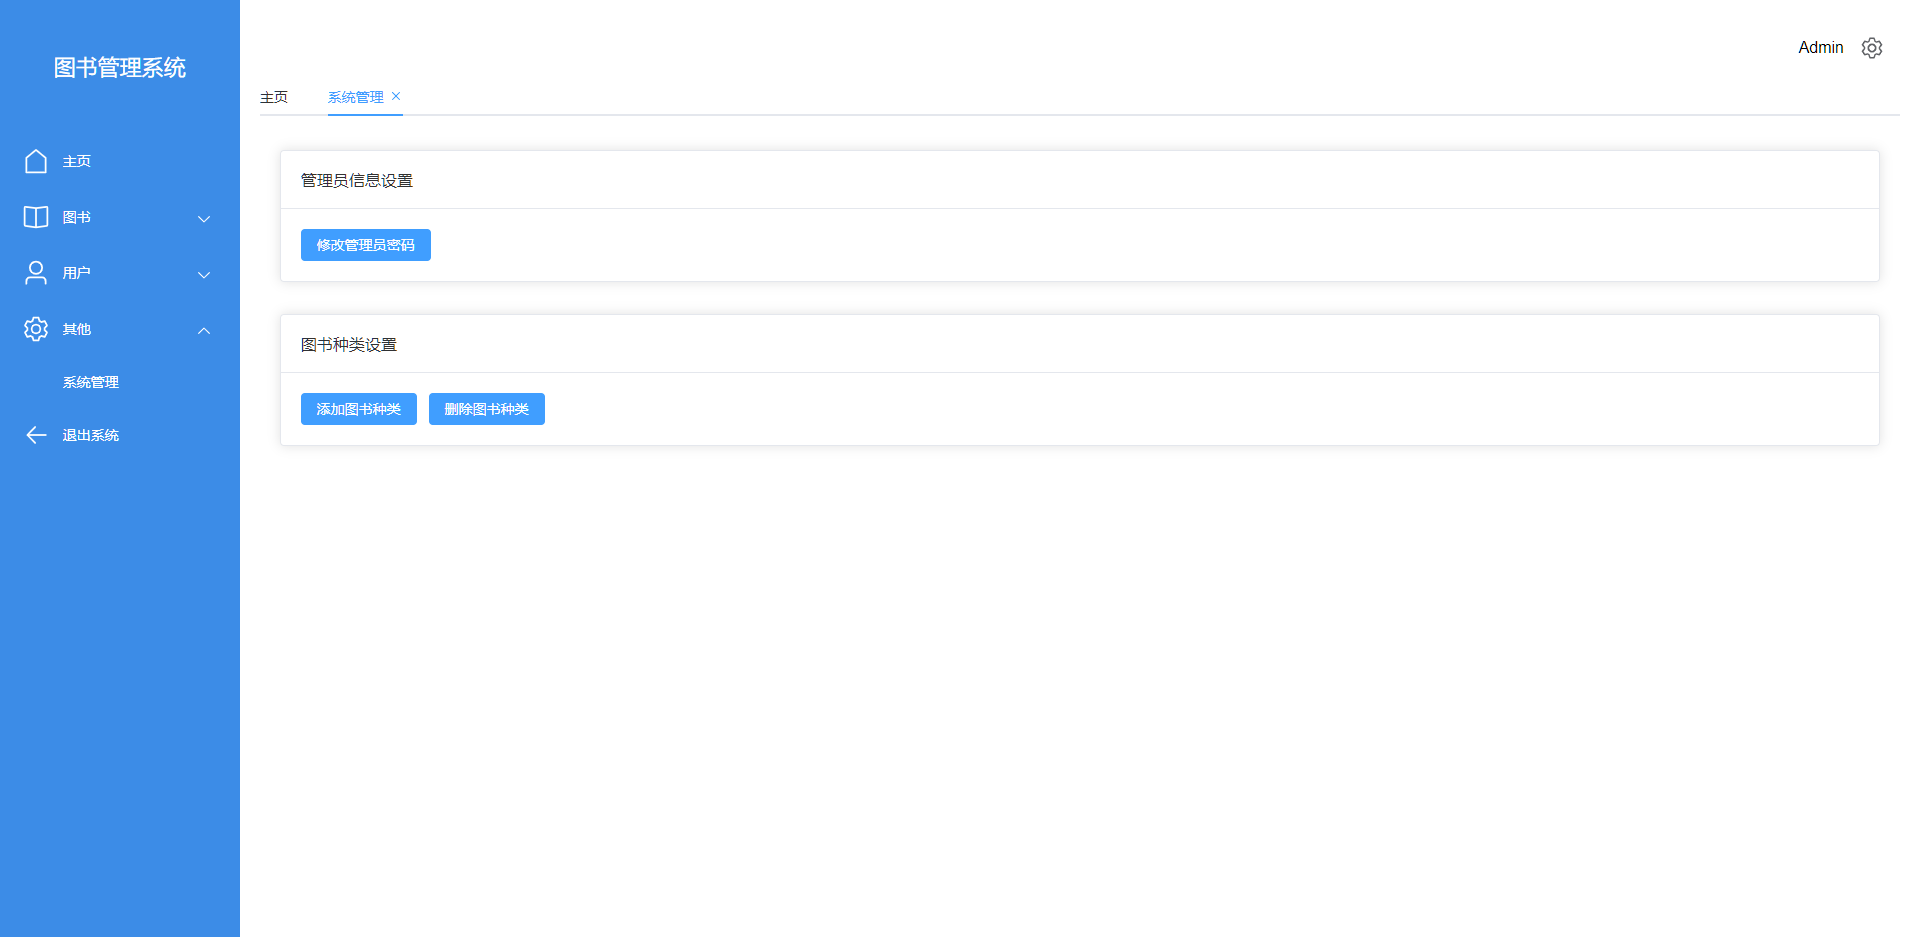 图书管理系统
主页
图书
用户
其他
系统管理
退出系统
Admin
主页 系统管理
管理员信息设置
修改管理员密码
图书种类设置
添加图书种类 删除图书种类